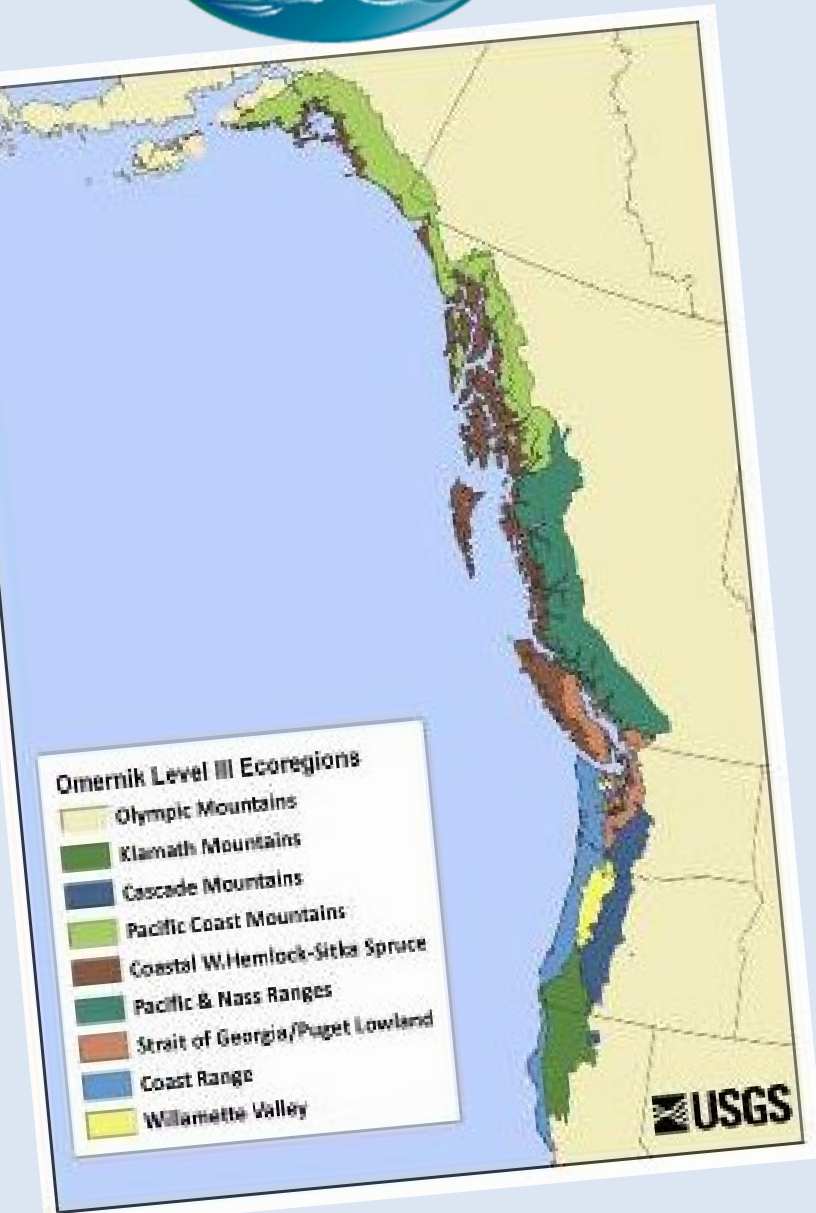 Omernik Level III Ecoregions
Olympic Mountains
Klamath Mountains
Cascade Mountains
Pacific Coast Mountains
Coastal W.Hemlock-Sitka Spruce
Pacific & Nass Ranges
Strait of Georgia/Puget Lowland
Coast Range
Willamette Valley
USGS